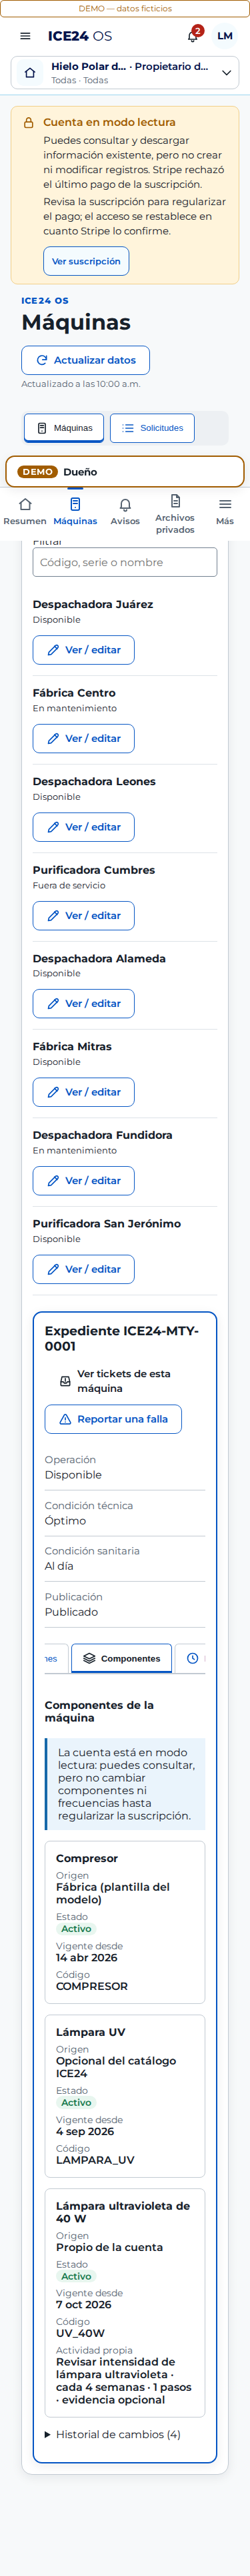 DEMO — datos ficticios
ICE24 OS
2
LM
Hielo Polar d... · Propietario d...
Todas · Todas
Cuenta en modo lectura
Puedes consultar y descargar
información existente, pero no crear
ni modificar registros. Stripe rechazó
el último pago de la suscripción.
Revisa la suscripción para regularizar
el pago; el acceso se restablece en
cuanto Stripe lo confirme.
Ver suscripción
ICE24 OS
Máquinas
Actualizar datos
Actualizado a las 10:00 a.m.
Máquinas
Solicitudes
DEMO Dueño
Resumen
Máquinas
Avisos
Archivos
privados
Más
Filtrar
Código, serie o nombre
Despachadora Juárez
Disponible
Ver / editar
Fábrica Centro
En mantenimiento
Ver / editar
Despachadora Leones
Disponible
Ver / editar
Purificadora Cumbres
Fuera de servicio
Ver / editar
Despachadora Alameda
Disponible
Ver / editar
Fábrica Mitras
Disponible
Ver / editar
Despachadora Fundidora
En mantenimiento
Ver / editar
Purificadora San Jerónimo
Disponible
Ver / editar
Expediente ICE24-MTY-
0001
Ver tickets de esta
máquina
Reportar una falla
Operación
Disponible
Condición técnica
Óptimo
Condición sanitaria
Al día
Publicación
Publicado
nes
Componentes
Componentes de la
máquina
La cuenta está en modo
lectura: puedes consultar,
pero no cambiar
componentes ni
frecuencias hasta
regularizar la suscripción.
Compresor
Origen
Fábrica (plantilla del
modelo)
Estado
Activo
Vigente desde
14 abr 2026
Código
COMPRESOR
Lámpara UV
Origen
Opcional del catálogo
ICE24
Estado
Activo
Vigente desde
4 sep 2026
Código
LAMPARA_UV
Lámpara ultravioleta de
40 W
Origen
Propio de la cuenta
Estado
Activo
Vigente desde
7 oct 2026
Código
UV_40W
Actividad propia
Revisar intensidad de
lámpara ultravioleta ·
cada 4 semanas · 1 pasos
· evidencia opcional
Historial de cambios (4)